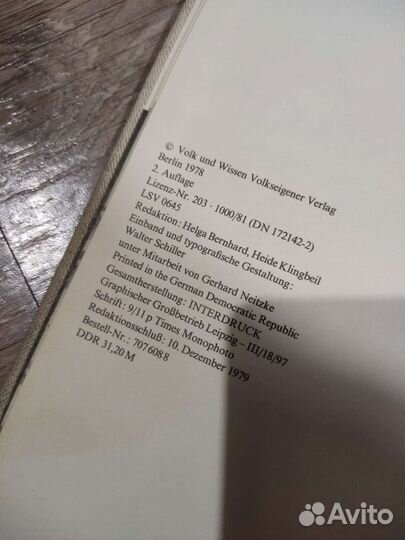 © Volk und Wissen Volkseigener Verlag
Berlin 1978
2. Auflage
Lizenz-Nr. 203 · 1000/81 (DN 172142-2)
LSV 0645
Redaktion: Helga Bernhard, Heide Klingbeil
Einband und typografische Gestaltung:
Walter Schiller
unter Mitarbeit von Gerhard Neitzke
Printed in the German Democratic Republic
Gesamtherstellung: INTERDRUCK
Graphischer Großbetrieb Leipzig – III/18/97
Schrift: 9/11 p Times Monophoto
Redaktionsschluß: 10. Dezember 1979
Bestell-Nr.: 7076088
DDR 31,20 M
Avito